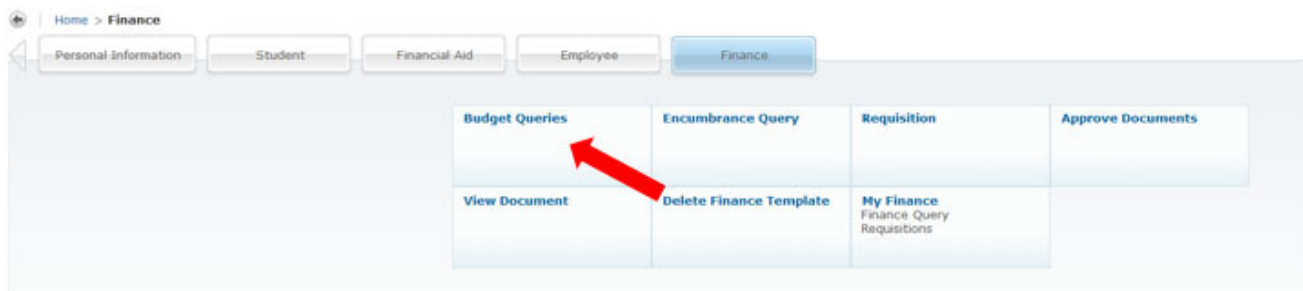 Home > Finance
Personal Information Student Financial Aid Employee Finance
Budget Queries Encumbrance Query Requisition Approve Documents
View Document Delete Finance Template My Finance
Finance Query
Requisitions